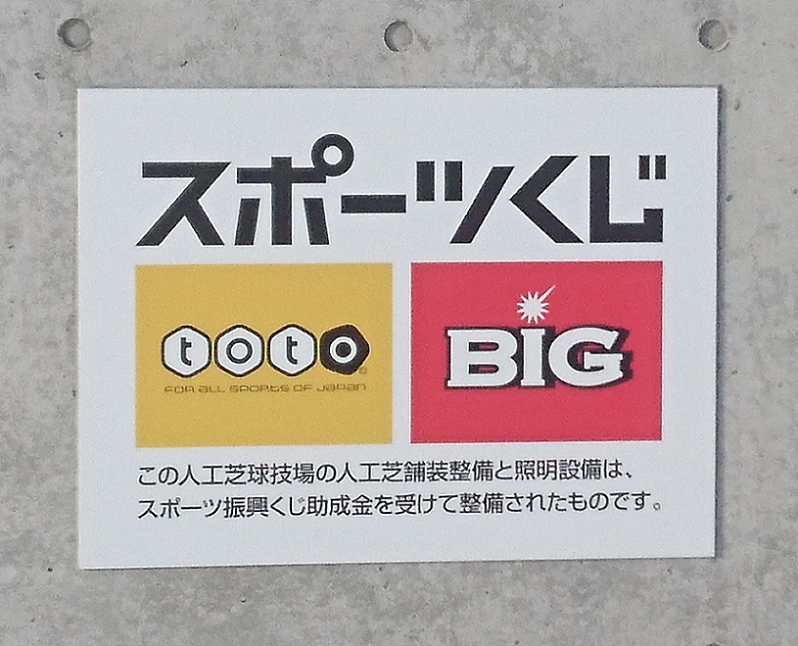 スポーツくじ
toto
FOR ALL SPORTS OF JAPAN
BIG
この人工芝球技場の人工芝舗装整備と照明設備は、
スポーツ振興くじ助成金を受けて整備されたものです。